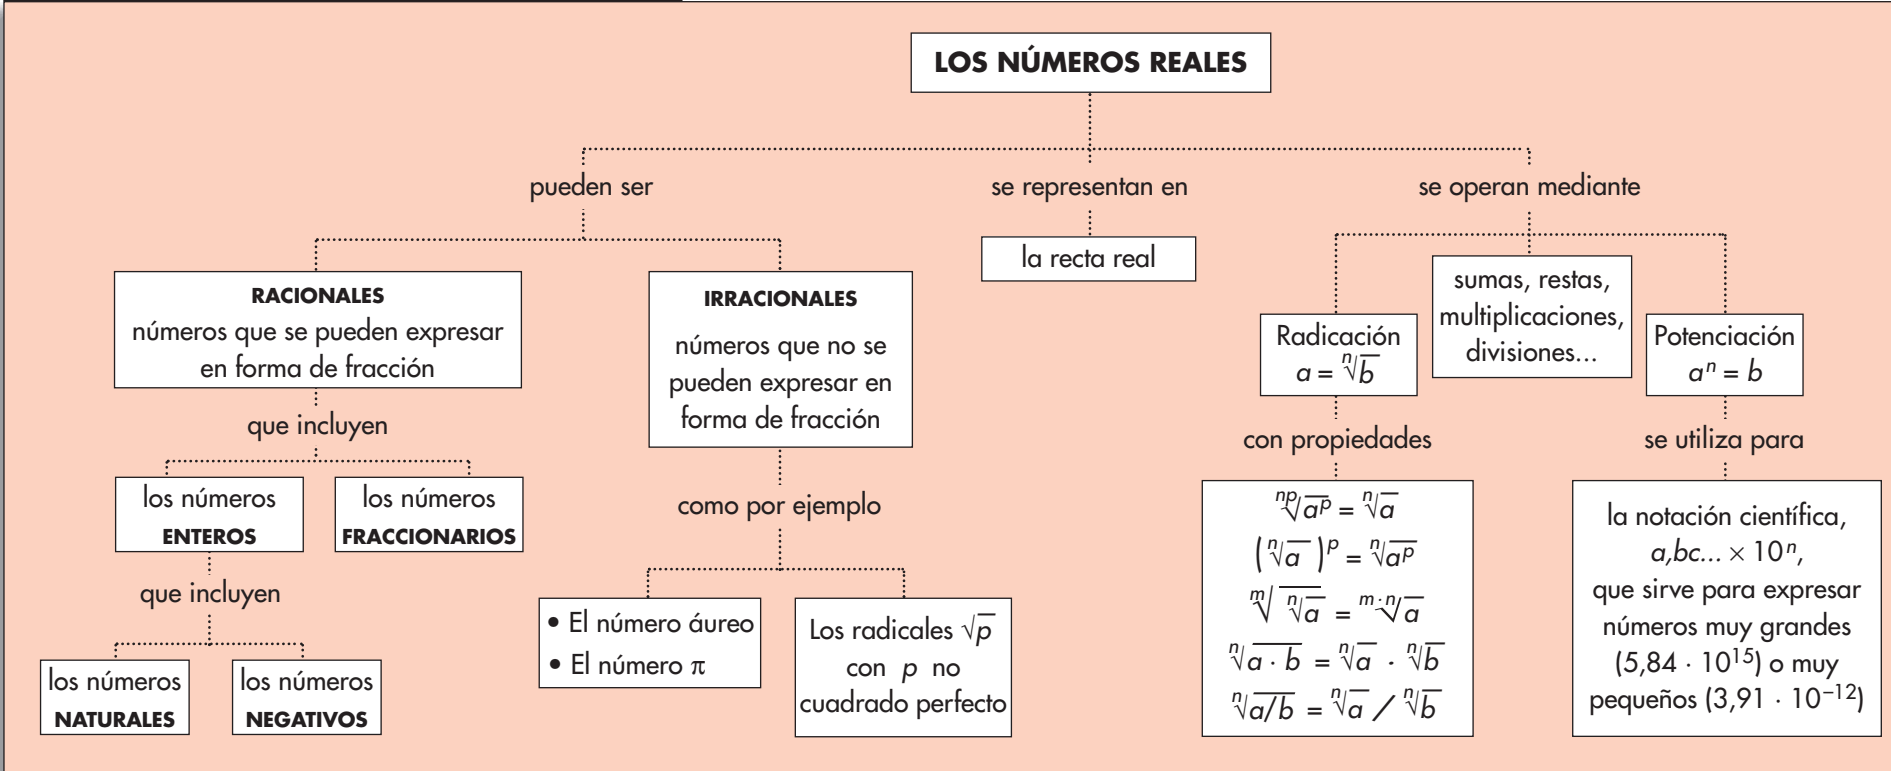 LOS NÚMEROS REALES
pueden ser
se representan en
se operan mediante
RACIONALES
números que se pueden expresar
en forma de fracción
IRRACIONALES
números que no se
pueden expresar en
forma de fracción
la recta real
Radicación
a = ⁿ√b
sumas, restas,
multiplicaciones,
divisiones...
Potenciación
aⁿ = b
que incluyen
los números
ENTEROS
los números
FRACCIONARIOS
que incluyen
los números
NATURALES
los números
NEGATIVOS
como por ejemplo
• El número áureo
• El número π
Los radicales √p
con p no
cuadrado perfecto
con propiedades
ⁿᵖ√aᵖ = ⁿ√a
(ⁿ√a )ᵖ = ⁿ√aᵖ
ᵐ√ⁿ√a = ᵐ·ⁿ√a
ⁿ√a · b = ⁿ√a · ⁿ√b
ⁿ√a/b = ⁿ√a / ⁿ√b
se utiliza para
la notación científica,
a,bc... × 10ⁿ,
que sirve para expresar
números muy grandes
(5,84 · 10¹⁵) o muy
pequeños (3,91 · 10⁻¹²)